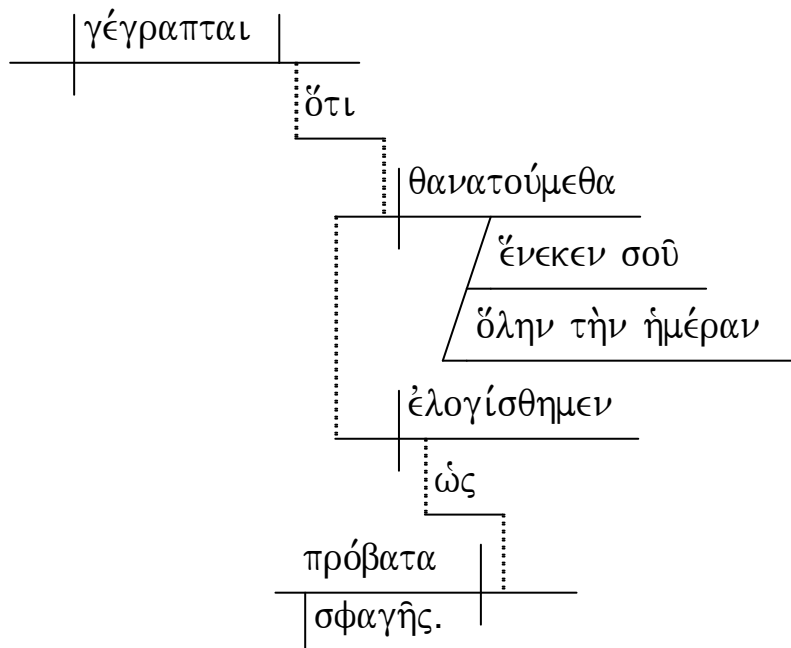 γέγραπται
ὅτι
θανατούμεθα
ἕνεκεν σοῦ
ὅλην τὴν ἡμέραν
ἐλογίσθημεν
ὡς
πρόβατα
σφαγῆς.